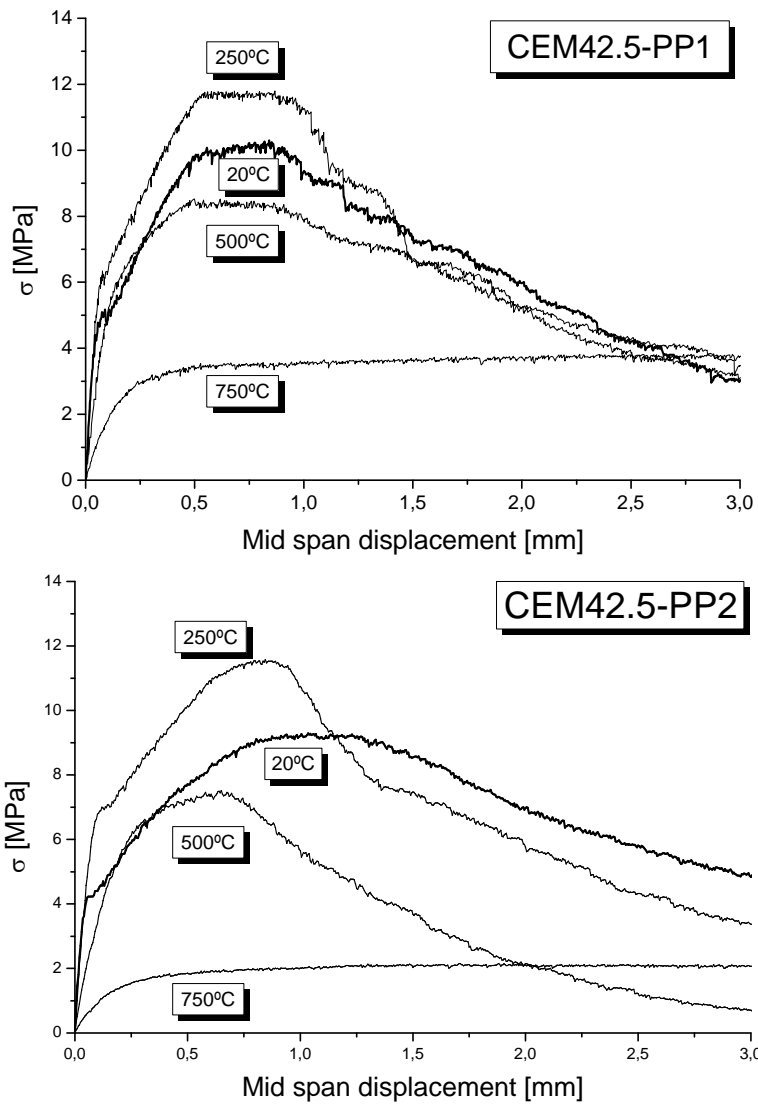 CEM42.5-PP1
14
12
10
8
6
4
2
0
σ [MPa]
250ºC
20ºC
500ºC
750ºC
0,0 0,5 1,0 1,5 2,0 2,5 3,0
Mid span displacement [mm]
CEM42.5-PP2
14
12
10
8
6
4
2
0
σ [MPa]
250ºC
20ºC
500ºC
750ºC
0,0 0,5 1,0 1,5 2,0 2,5 3,0
Mid span displacement [mm]